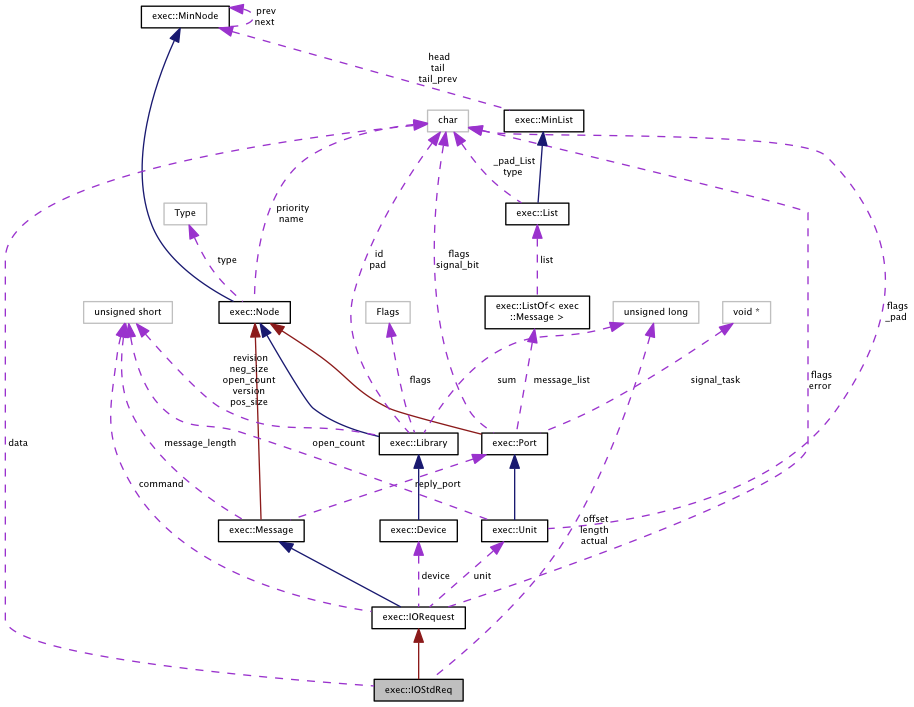 exec::MinNode
prev
next
head
tail
tail_prev
char
exec::MinList
_pad_List
type
Type
priority
name
exec::List
type
id
pad
flags
signal_bit
list
unsigned short
exec::Node
Flags
exec::ListOf< exec
::Message >
unsigned long
void *
flags
_pad
revision
neg_size
open_count
version
pos_size
flags
sum
message_list
signal_task
flags
error
data
message_length
open_count
exec::Library
exec::Port
command
reply_port
exec::Message
exec::Device
exec::Unit
offset
length
actual
device
unit
exec::IORequest
exec::IOStdReq